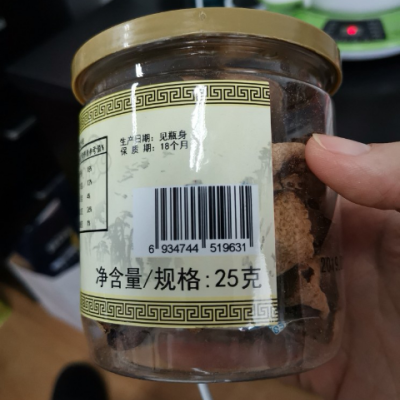 生产日期：见瓶身
保 质 期：18个月
6 934744 519631
净含量/规格:25克